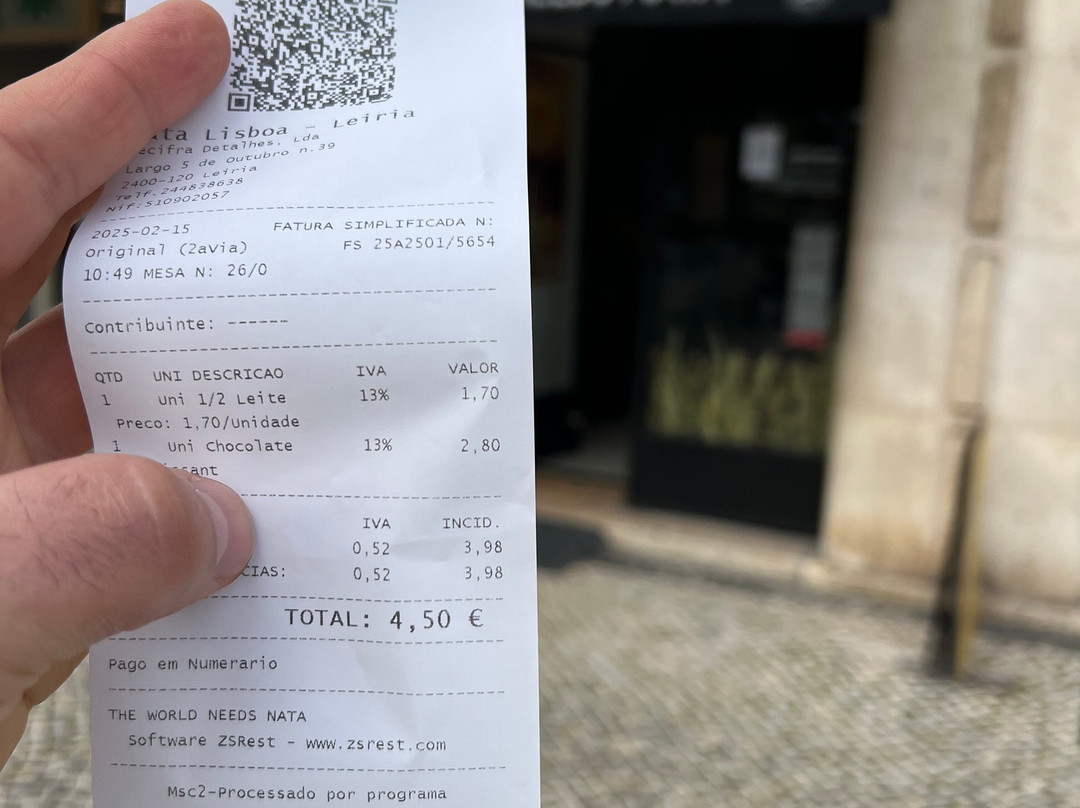 Lisboa - Leiria
Detalhes, Lda
Largo 5 de Outubro n.39
2400-120 Leiria
Telf.244838638
Nif:510902057
2025-02-15 FATURA SIMPLIFICADA N:
Original (2aVia) FS 25A2501/5654
10:49 MESA N: 26/0
Contribuinte: ------
QTD UNI DESCRICAO IVA VALOR
1 Uni 1/2 Leite 13% 1,70
Preco: 1,70/Unidade
1 Uni Chocolate 13% 2,80
IVA INCID.
0,52 3,98
CIAS: 0,52 3,98
TOTAL: 4,50 €
Pago em Numerario
THE WORLD NEEDS NATA
Software ZSRest - www.zsrest.com
Msc2-Processado por programa